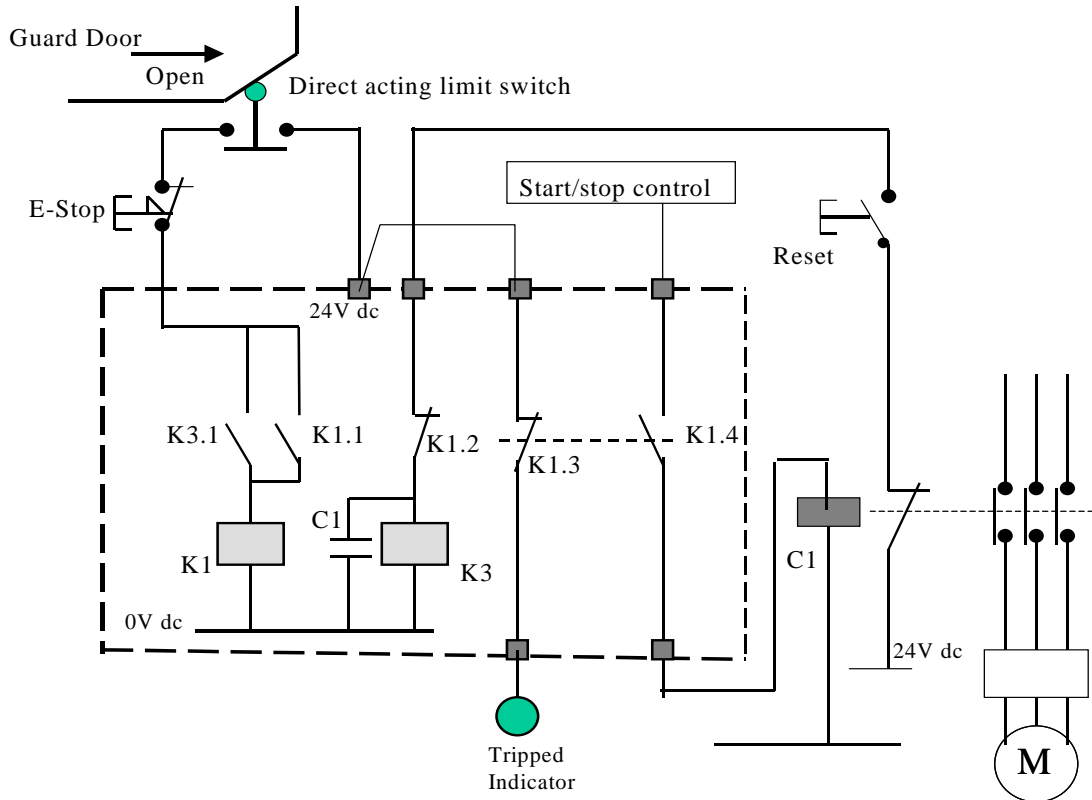 Guard Door
Open
Direct acting limit switch
Start/stop control
E-Stop
Reset
24V dc
K3.1
K1.1
K1.2
K1.3
K1.4
C1
K1
K3
C1
0V dc
24V dc
Tripped
Indicator
M